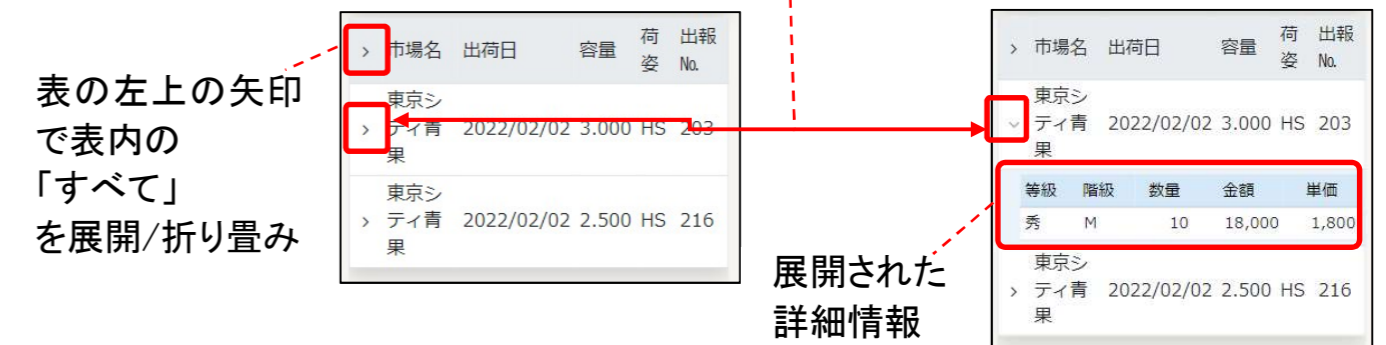 表の左上の矢印
で表内の
「すべて」
を展開/折り畳み
> 市場名 出荷日 容量 荷姿 出報No.
東京シ
> ティ青 2022/02/02 3.000 HS 203
果
東京シ
> ティ青 2022/02/02 2.500 HS 216
果
展開された
詳細情報
> 市場名 出荷日 容量 荷姿 出報No.
東京シ
ティ青 2022/02/02 3.000 HS 203
果
等級 階級 数量 金額 単価
秀 M 10 18,000 1,800
東京シ
> ティ青 2022/02/02 2.500 HS 216
果